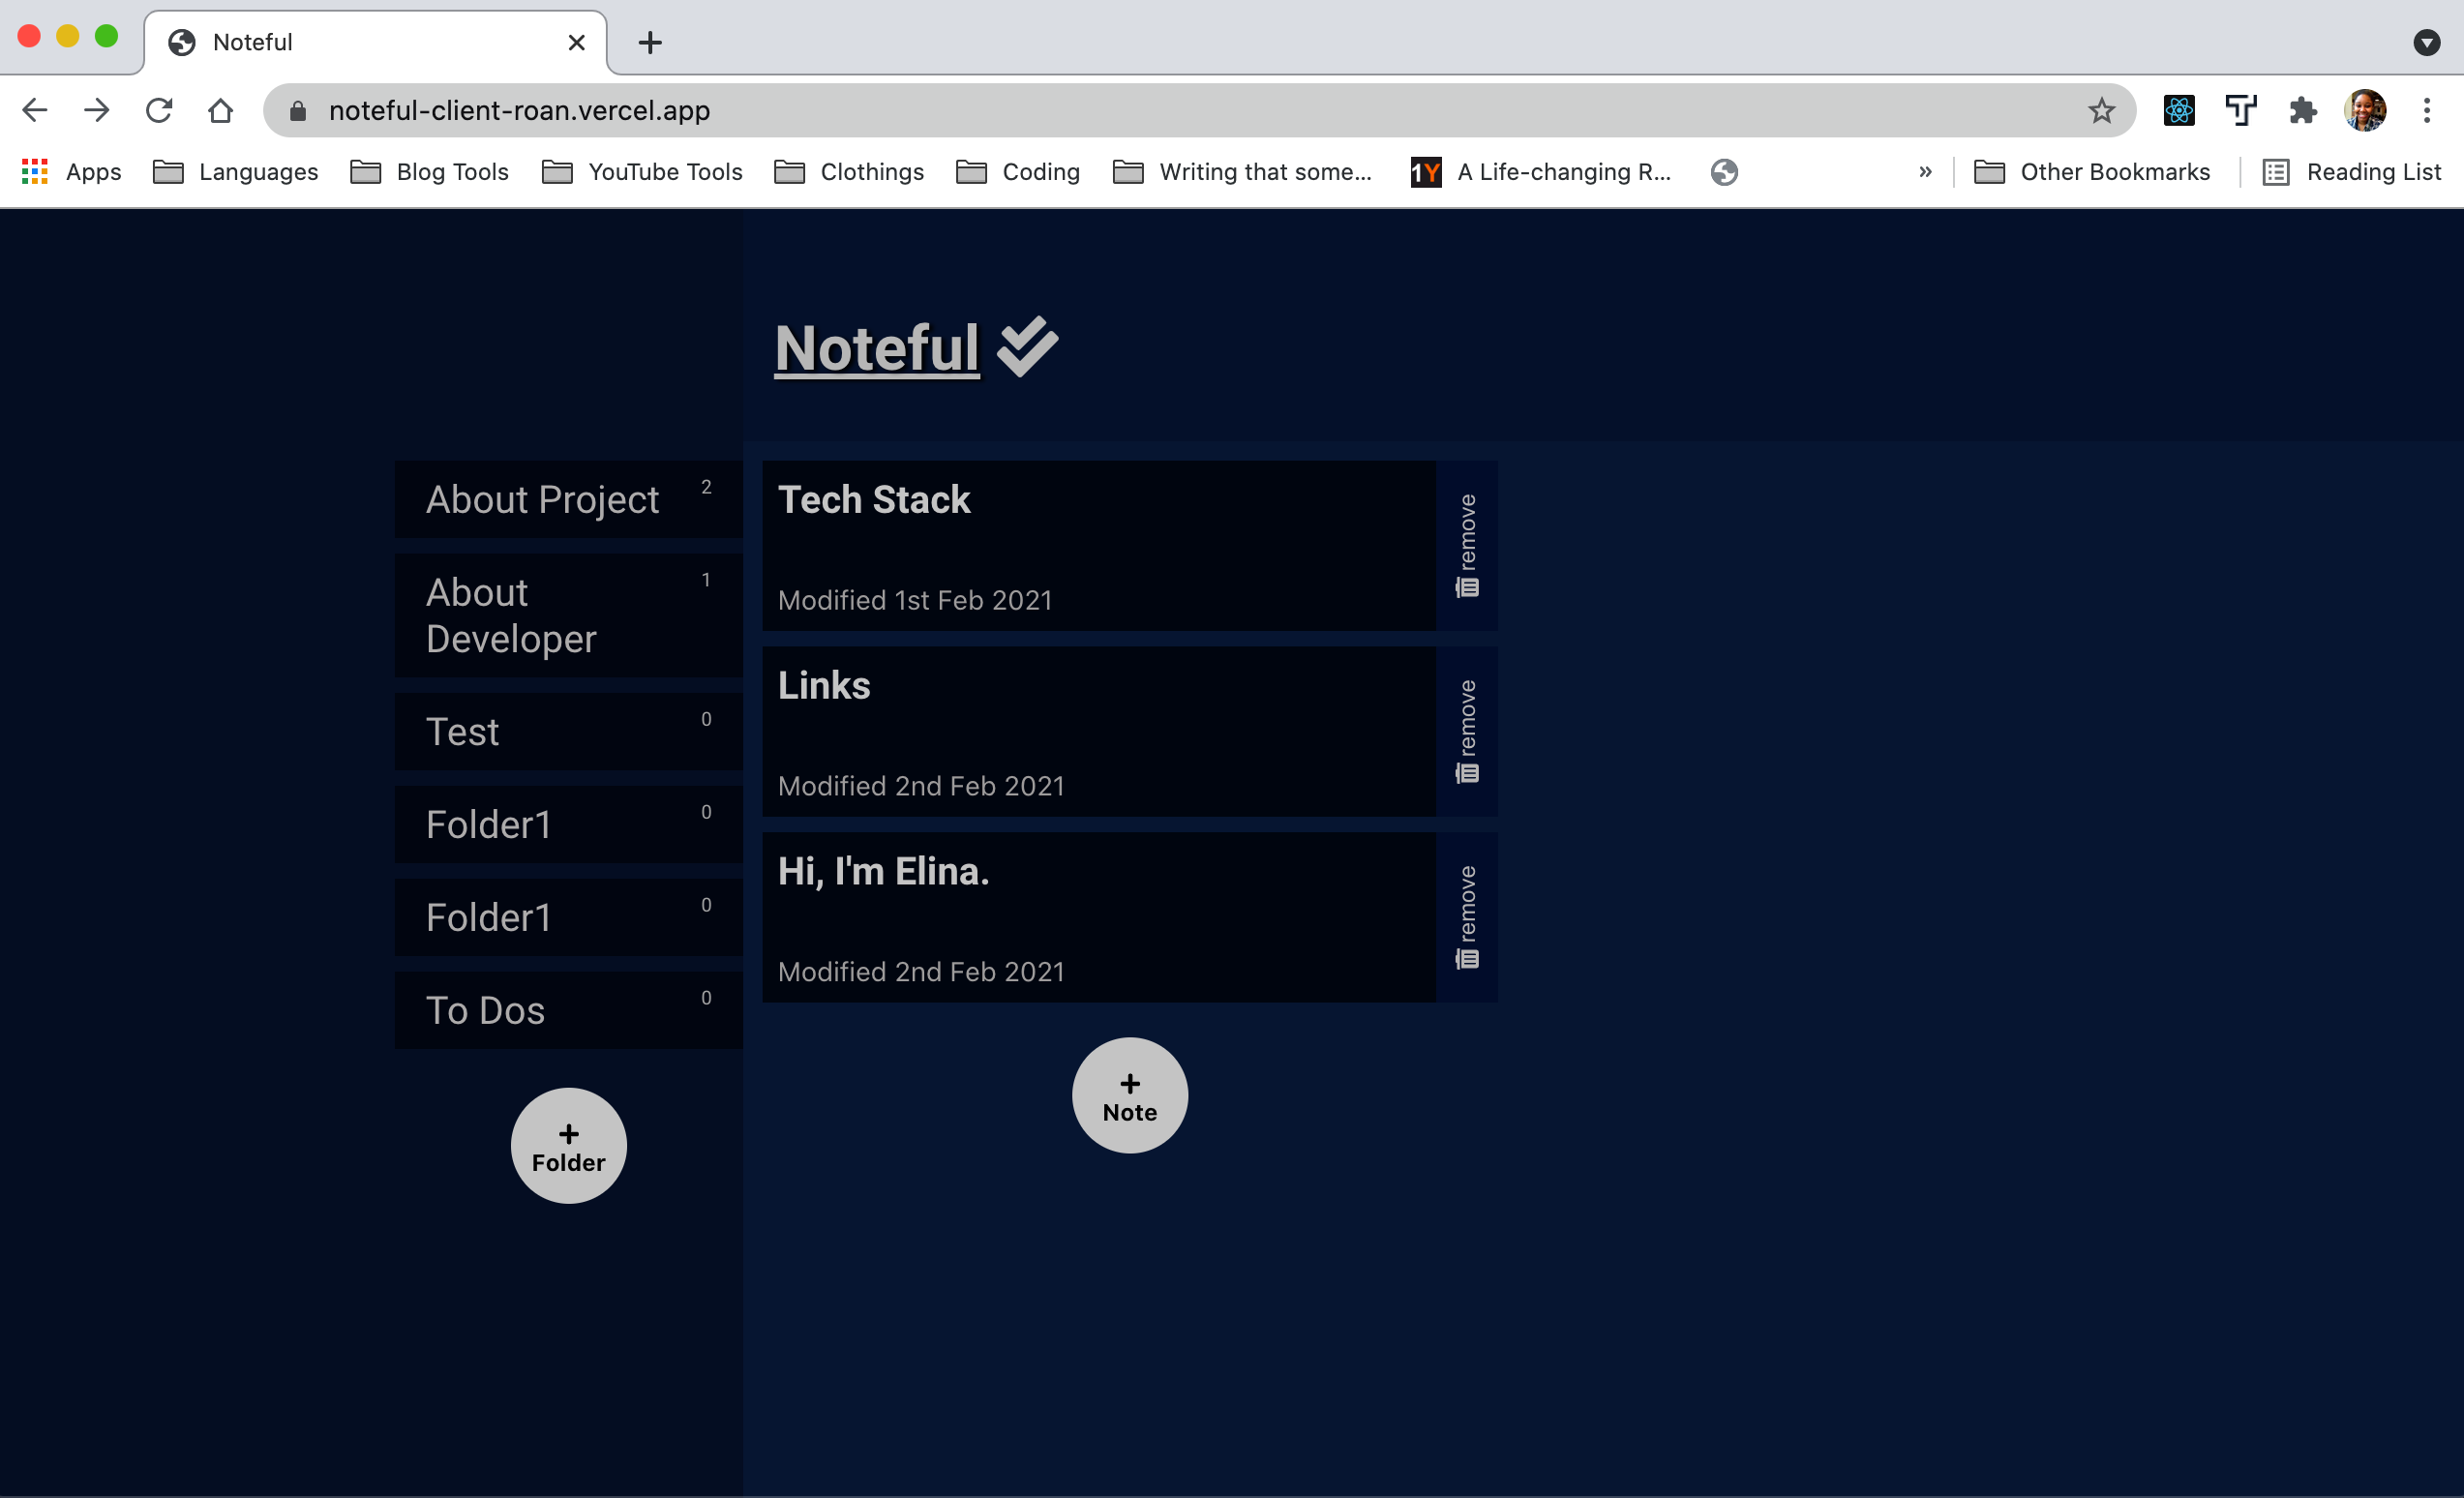 Noteful
noteful-client-roan.vercel.app
Apps Languages Blog Tools YouTube Tools Clothings Coding Writing that some... 1Y A Life-changing R... » Other Bookmarks Reading List
Noteful
About Project 2
About 1
Developer
Test 0
Folder1 0
Folder1 0
To Dos 0
+
Folder
Tech Stack
Modified 1st Feb 2021
remove
Links
Modified 2nd Feb 2021
remove
Hi, I'm Elina.
Modified 2nd Feb 2021
remove
+
Note